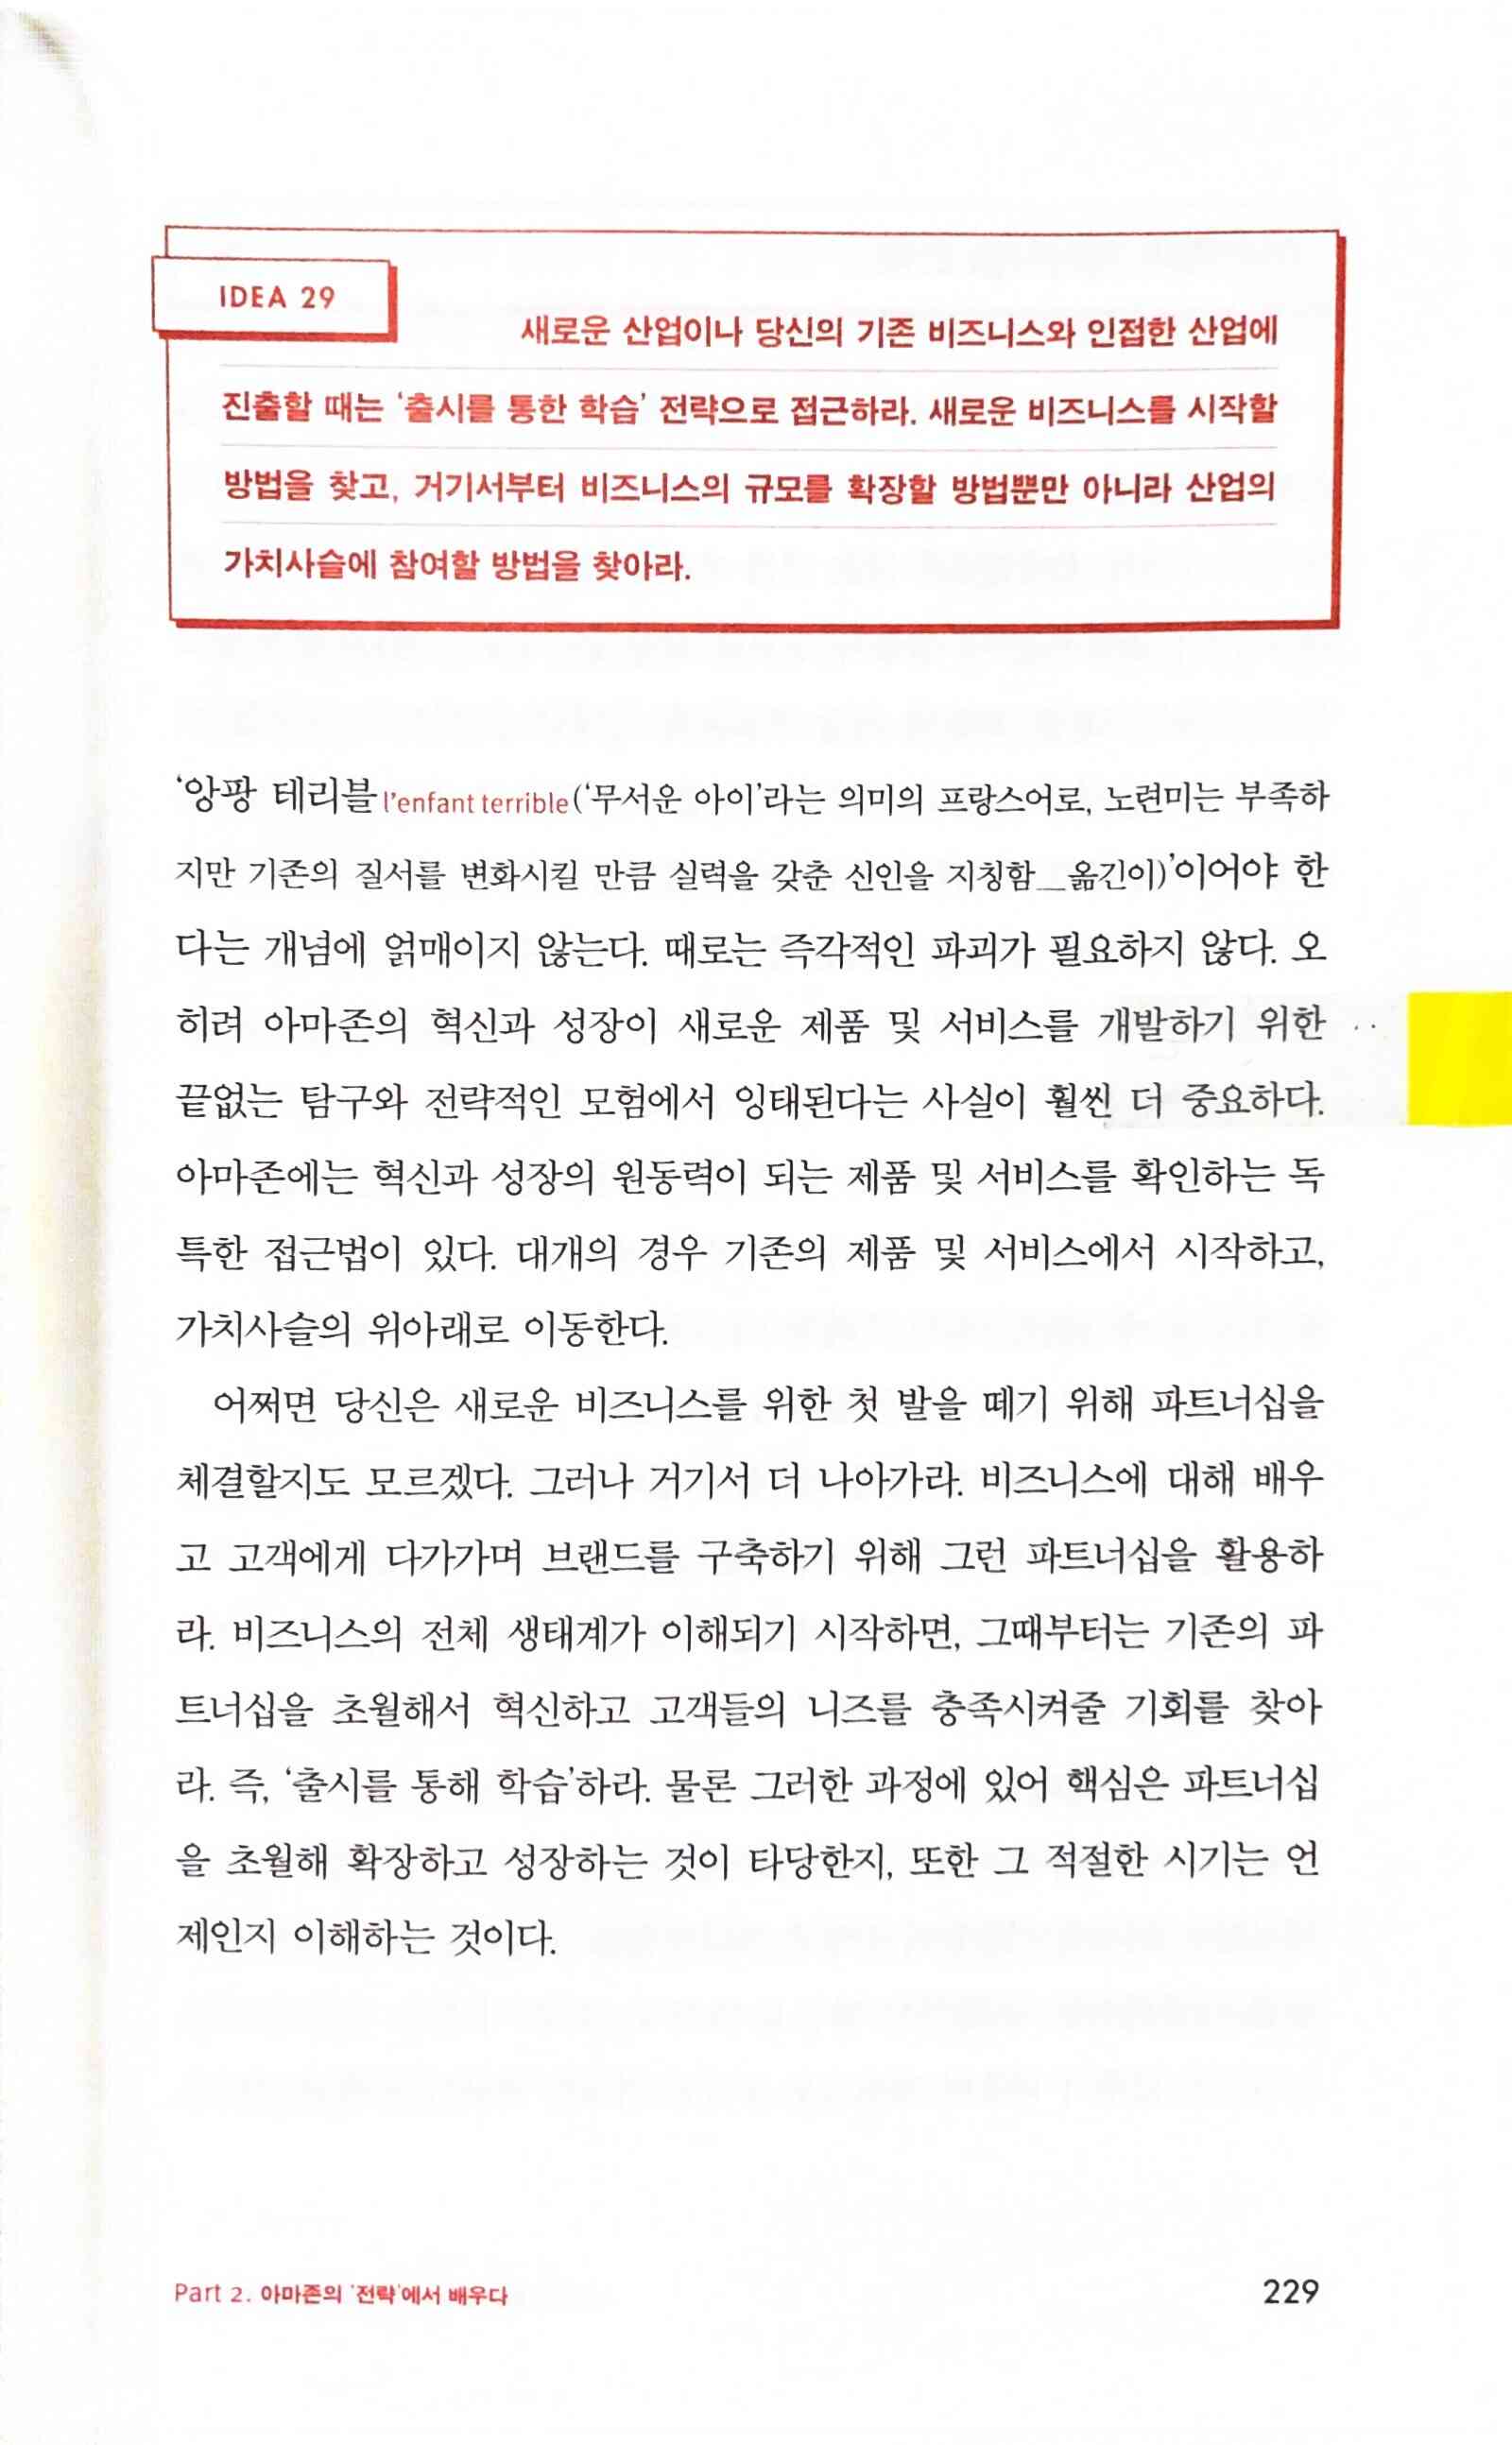 IDEA 29
새로운 산업이나 당신의 기존 비즈니스와 인접한 산업에
진출할 때는 ‘출시를 통한 학습’ 전략으로 접근하라. 새로운 비즈니스를 시작할
방법을 찾고, 거기서부터 비즈니스의 규모를 확장할 방법뿐만 아니라 산업의
가치사슬에 참여할 방법을 찾아라.
‘앙팡 테리블l’enfant terrible(‘무서운 아이’라는 의미의 프랑스어로, 노련미는 부족하
지만 기존의 질서를 변화시킬 만큼 실력을 갖춘 신인을 지칭함_옮긴이)’이어야 한
다는 개념에 얽매이지 않는다. 때로는 즉각적인 파괴가 필요하지 않다. 오
히려 아마존의 혁신과 성장이 새로운 제품 및 서비스를 개발하기 위한
끝없는 탐구와 전략적인 모험에서 잉태된다는 사실이 훨씬 더 중요하다.
아마존에는 혁신과 성장의 원동력이 되는 제품 및 서비스를 확인하는 독
특한 접근법이 있다. 대개의 경우 기존의 제품 및 서비스에서 시작하고,
가치사슬의 위아래로 이동한다.
어쩌면 당신은 새로운 비즈니스를 위한 첫 발을 떼기 위해 파트너십을
체결할지도 모르겠다. 그러나 거기서 더 나아가라. 비즈니스에 대해 배우
고 고객에게 다가가며 브랜드를 구축하기 위해 그런 파트너십을 활용하
라. 비즈니스의 전체 생태계가 이해되기 시작하면, 그때부터는 기존의 파
트너십을 초월해서 혁신하고 고객들의 니즈를 충족시켜줄 기회를 찾아
라. 즉, ‘출시를 통해 학습’하라. 물론 그러한 과정에 있어 핵심은 파트너십
을 초월해 확장하고 성장하는 것이 타당한지, 또한 그 적절한 시기는 언
제인지 이해하는 것이다.
Part 2. 아마존의 ‘전략’에서 배우다
229